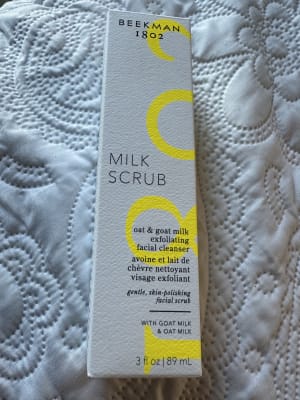 BEEKMAN
1802
1802
MILK
SCRUB
oat & goat milk
exfoliating
facial cleanser
avoine et lait de
chèvre nettoyant
visage exfoliant
gentle, skin-polishing
facial scrub
WITH GOAT MILK
& OAT MILK
3 fl oz | 89 mL